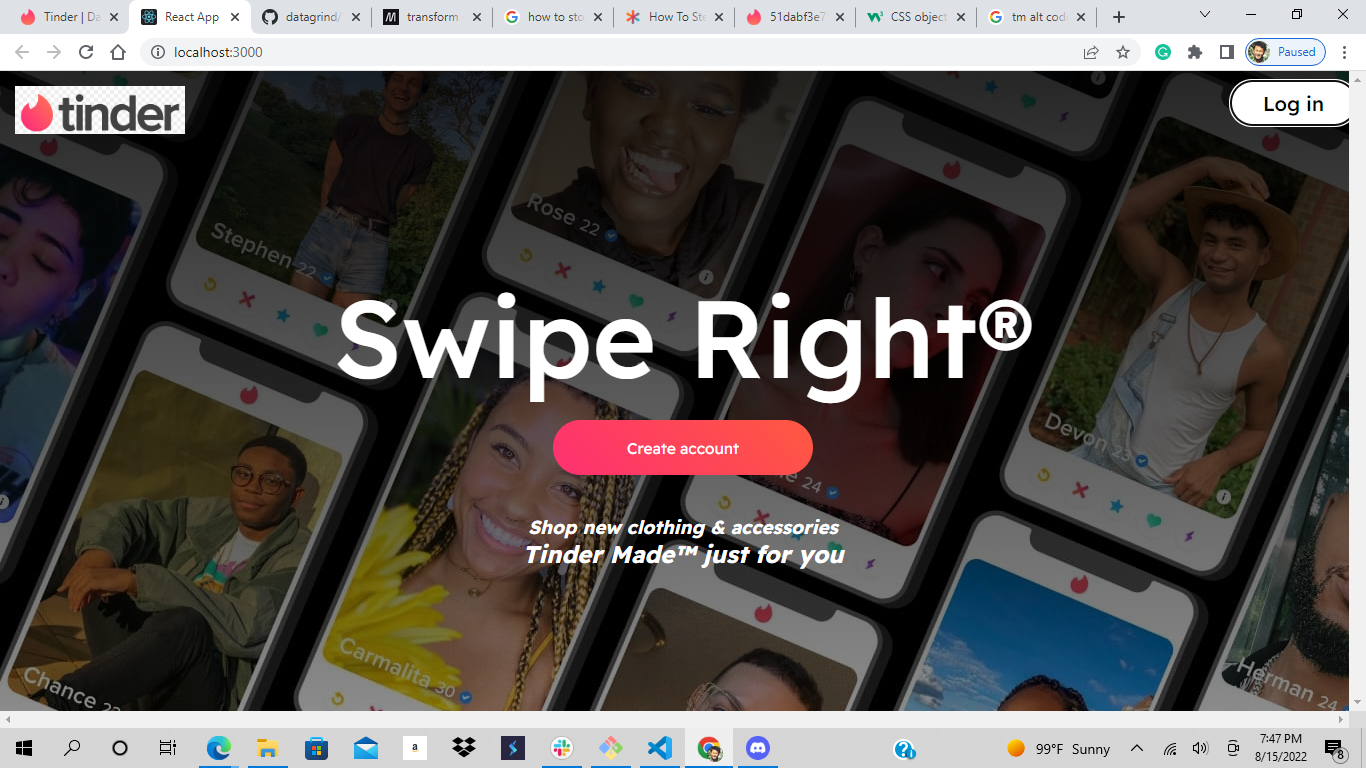 Tinder | Da
React App
datagrind/
transform
how to sto
How To Ste
51dabf3e7
CSS object
tm alt cod
localhost:3000
Paused
tinder
Log in
Stephen 22
Rose 22
Swipe Right®
Devon 23
Create account
24
Shop new clothing & accessories
Tinder Made™ just for you
Carmalita 30
Chance
Herman 24
a
99°F Sunny
7:47 PM
8/15/2022
8